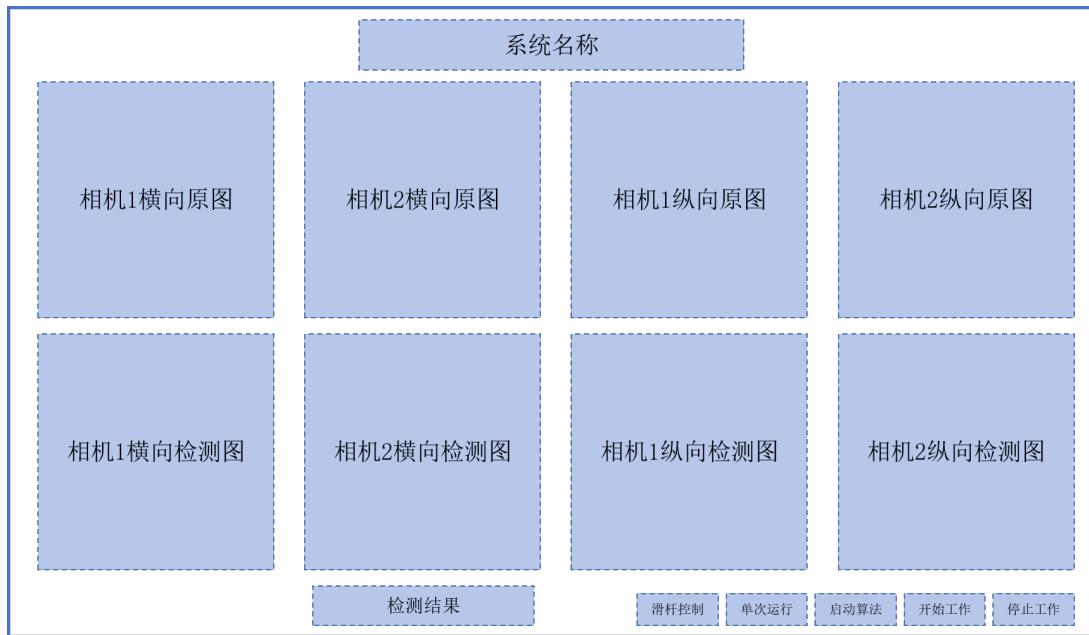 系统名称
相机1横向原图
相机2横向原图
相机1纵向原图
相机2纵向原图
相机1横向检测图
相机2横向检测图
相机1纵向检测图
相机2纵向检测图
检测结果
滑杆控制
单次运行
启动算法
开始工作
停止工作